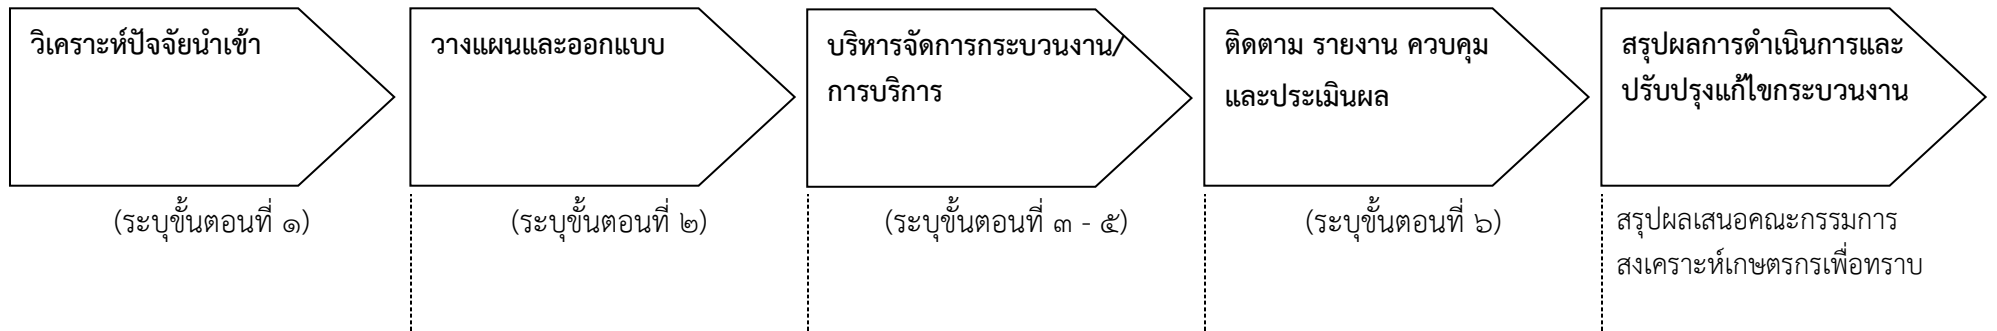 วิเคราะห์ปัจจัยนำเข้า
(ระบุขั้นตอนที่ ๑)
วางแผนและออกแบบ
(ระบุขั้นตอนที่ ๒)
บริหารจัดการกระบวนงาน/
การบริการ
(ระบุขั้นตอนที่ ๓ - ๕)
ติดตาม รายงาน ควบคุม
และประเมินผล
(ระบุขั้นตอนที่ ๖)
สรุปผลการดำเนินการและ
ปรับปรุงแก้ไขกระบวนงาน
สรุปผลเสนอคณะกรรมการ
สงเคราะห์เกษตรกรเพื่อทราบ